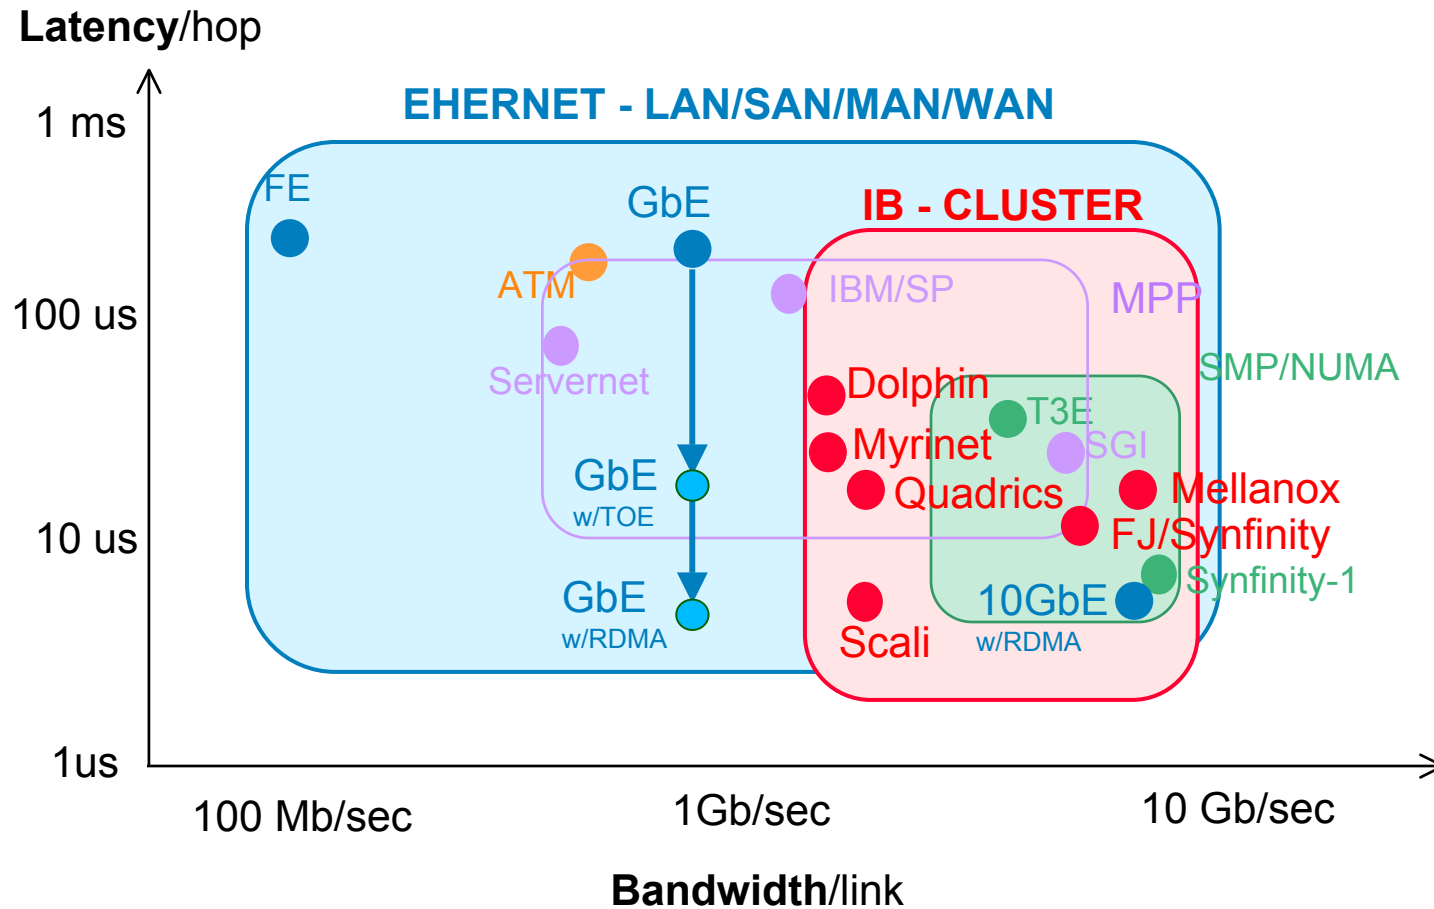 Latency/hop
EHERNET - LAN/SAN/MAN/WAN
1 ms
FE
GbE
IB - CLUSTER
ATM
IBM/SP
MPP
100 us
Servernet
SMP/NUMA
Dolphin
T3E
Myrinet
SGI
GbE
w/TOE
Quadrics
Mellanox
10 us
FJ/Synfinity
Synfinity-1
GbE
w/RDMA
10GbE
w/RDMA
Scali
1us
100 Mb/sec
1Gb/sec
10 Gb/sec
Bandwidth/link